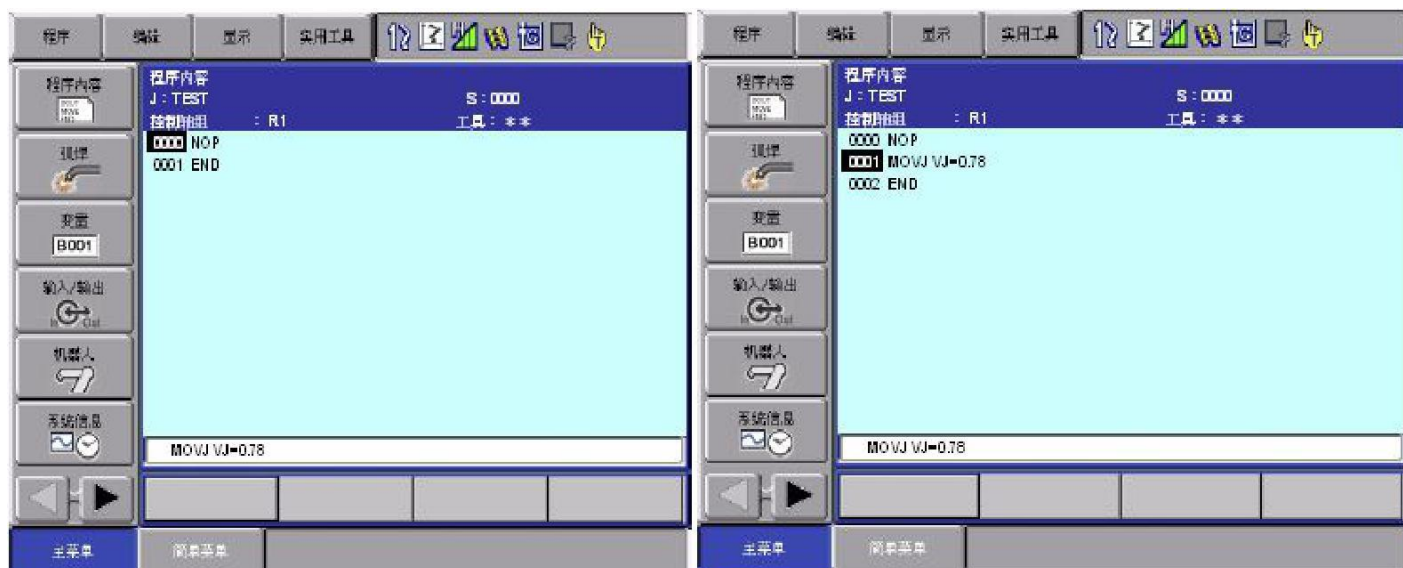 程序 编辑 显示 实用工具
程序内容
弧焊
变量
B001
输入/输出
In Out
机器人
系统信息
程序内容
J:TEST S:0000
控制轴组 : R1 工具: **
0000 NOP
0001 END
MOVJ VJ=0.78
主菜单 简单菜单
程序 编辑 显示 实用工具
程序内容
弧焊
变量
B001
输入/输出
In Out
机器人
系统信息
程序内容
J:TEST S:0000
控制轴组 : R1 工具: **
0000 NOP
0001 MOVJ VJ=0.78
0002 END
MOVJ VJ=0.78
主菜单 简单菜单